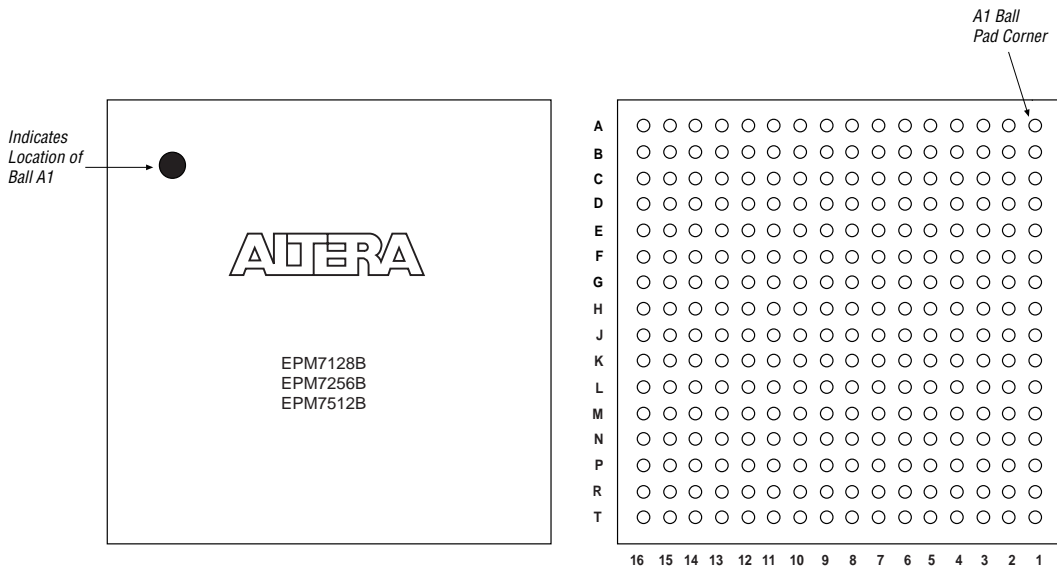 A1 Ball
Pad Corner
Indicates
Location of
Ball A1
ALTERA
EPM7128B
EPM7256B
EPM7512B
A
B
C
D
E
F
G
H
J
K
L
M
N
P
R
T
16 15 14 13 12 11 10 9 8 7 6 5 4 3 2 1